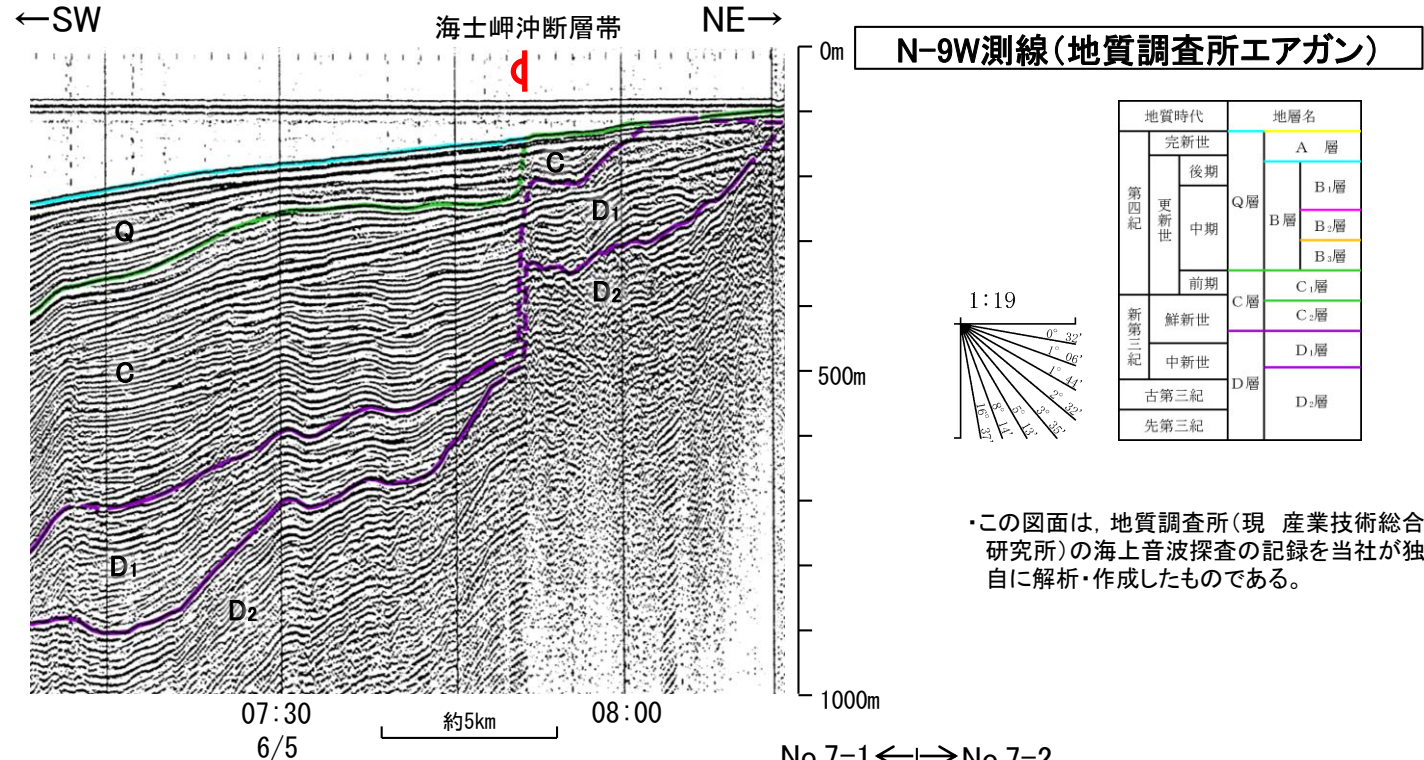 ←SW
海士岬沖断層帯
NE→
N-9W測線(地質調査所エアガン)
0m
500m
1000m
Q
C
C
D1
D2
D1
D2
07:30
6/5
約5km
08:00
No.7-1←|→No.7-2
1:19
0° 32′
1° 06′
1° 44′
2° 32′
3° 35′
5° 13′
8° 14′
16° 37′
地質時代
地層名
第四紀
完新世
更新世
後期
中期
前期
新第三紀
鮮新世
中新世
古第三紀
先第三紀
Q層
A 層
B層
B1層
B2層
B3層
C層
C1層
C2層
D層
D1層
D2層
・この図面は,地質調査所(現 産業技術総合
研究所)の海上音波探査の記録を当社が独
自に解析・作成したものである。